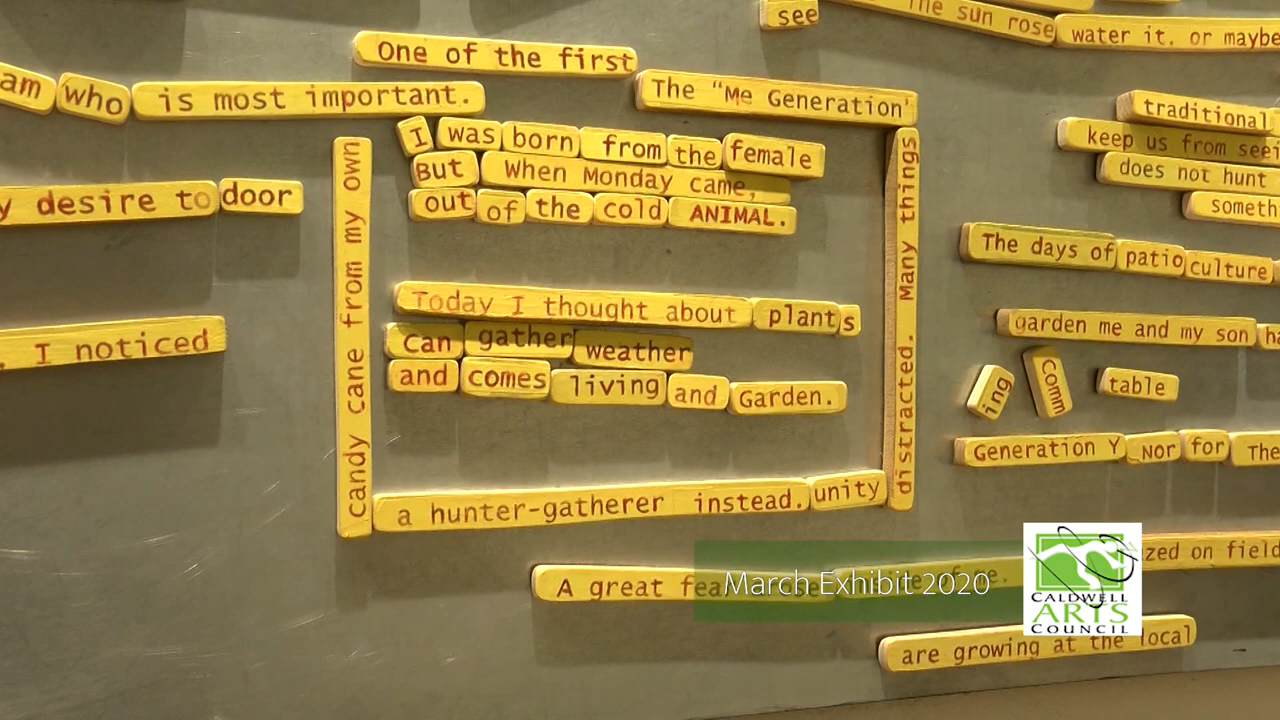 see
The sun rose water it. or maybe
One of the first
am who is most important.
The "Me Generation"
traditional
keep us from seei
does not hunt
someth
I was born from the female
But When Monday came,
out of the cold ANIMAL.
y desire to door
candy cane from my own
distracted. Many things
The days of patio culture
Today I thought about plants
can gather weather
and comes living and Garden.
. I noticed
garden me and my son ha
ing Comm table
Generation Y Nor for The
a hunter-gatherer instead. unity
A great fea
of me.
zed on field
March Exhibit 2020
CALDWELL
ARTS
COUNCIL
are growing at the local